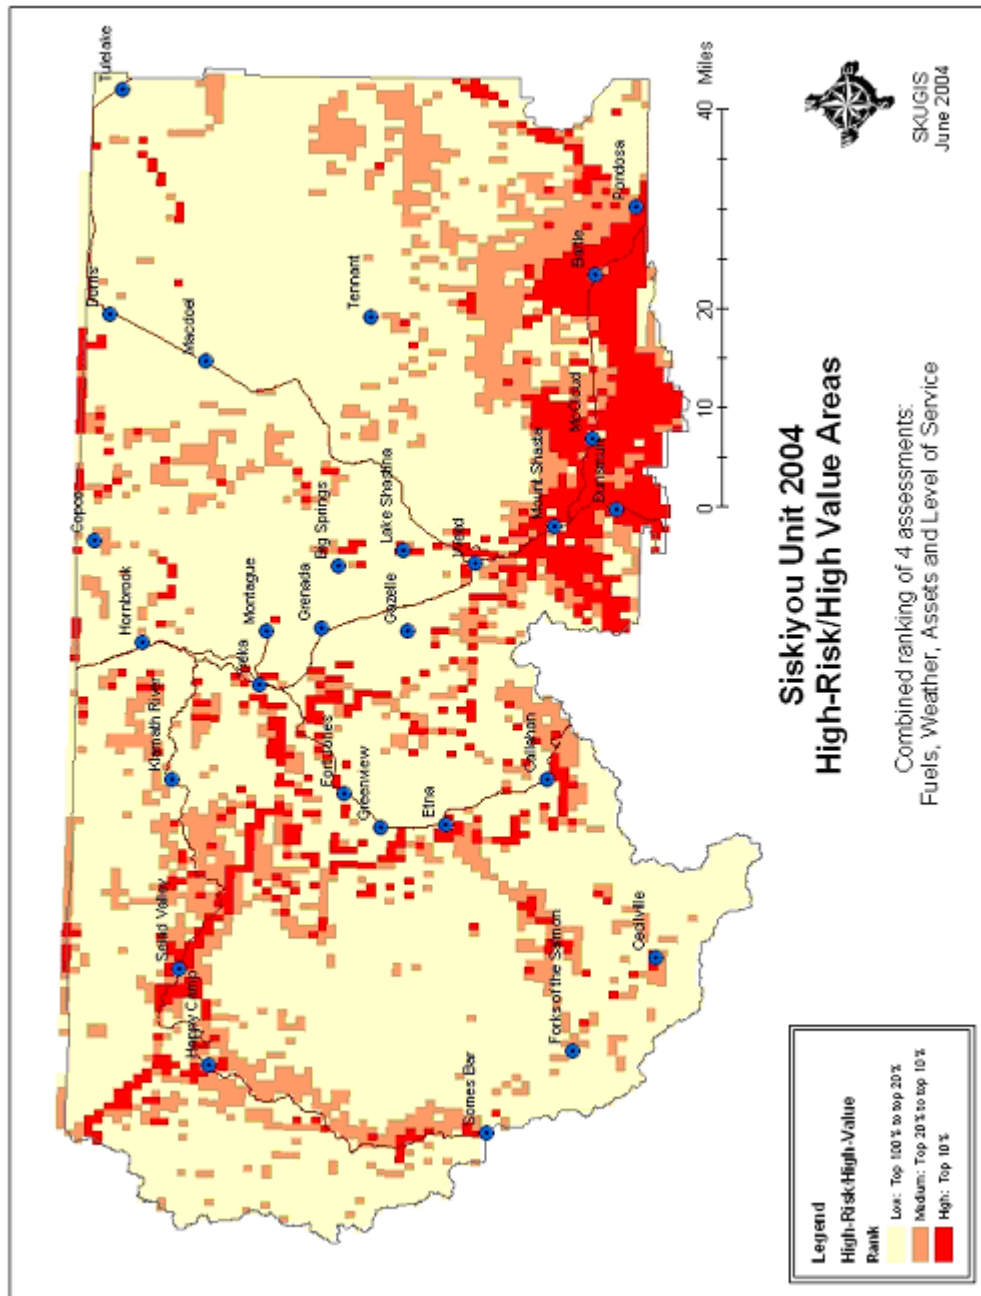 Siskiyou Unit 2004
High-Risk/High Value Areas
Combined ranking of 4 assessments:
Fuels, Weather, Assets and Level of Service
SKUGIS
June 2004
0
10
20
40
Miles
Legend
High-Risk/High-Value
Rank
Low: Top 100% to top 20%
Medium: Top 20% to top 10%
High: Top 10%
Tulelake
Dorris
Macdoel
Copco
Hornbrook
Klamath River
Seiad Valley
Happy Camp
Somes Bar
Forks of the Salmon
Cecilville
Callahan
Etna
Greenview
Fort Jones
Yreka
Montague
Grenada
Big Springs
Lake Shastina
Gazelle
Weed
Mount Shasta
Dunsmuir
McCloud
Bartle
Pondosa
Tennant